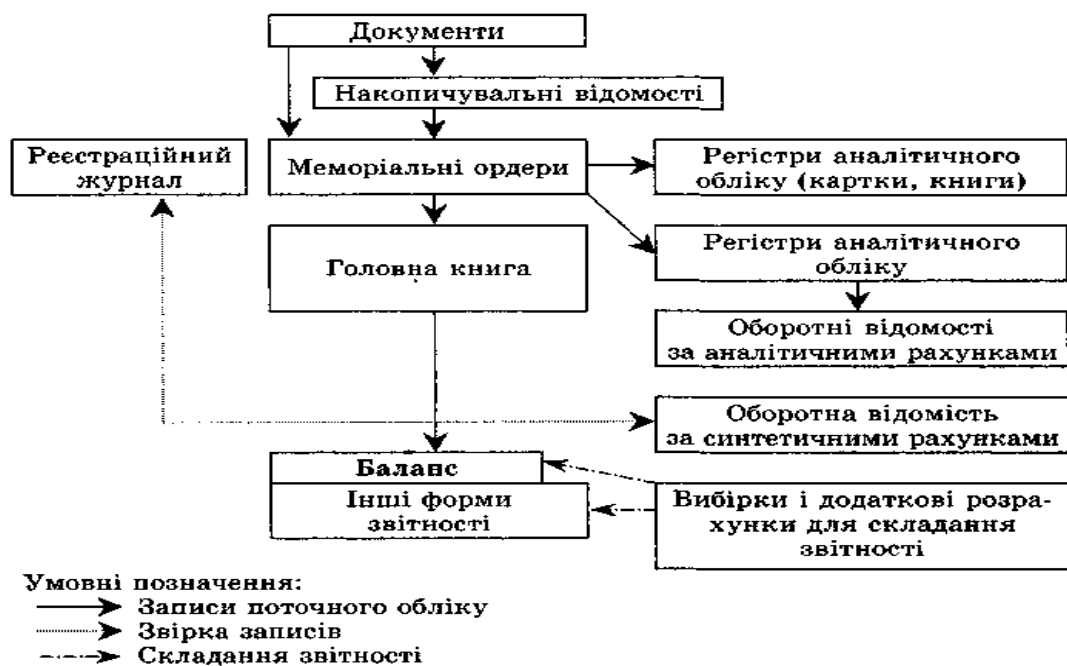 Документи
Накопичувальні відомості
Реєстраційний
журнал
Меморіальні ордери
Регістри аналітичного
обліку (картки, книги)
Головна книга
Регістри аналітичного
обліку
Оборотні відомості
за аналітичними рахунками
Оборотна відомість
за синтетичними рахунками
Баланс
Інші форми
звітності
Вибірки і додаткові розра-
хунки для складання
звітності
Умовні позначення:
Записи поточного обліку
Звірка записів
Складання звітності